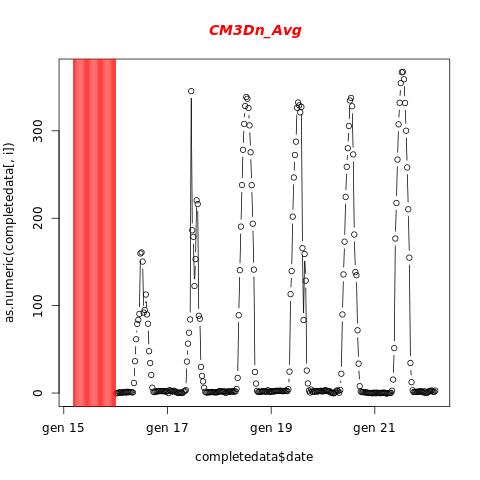 CM3Dn_Avg
as.numeric(completedata[, i])
300
200
100
0
gen 15 gen 17 gen 19 gen 21
completedata$date